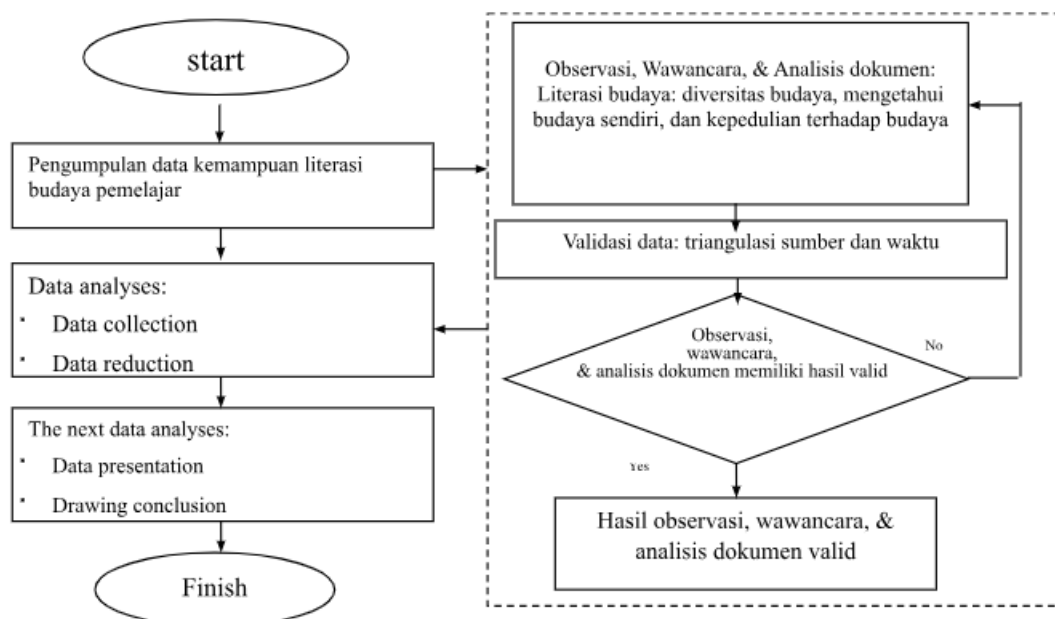 start
Pengumpulan data kemampuan literasi
budaya pemelajar
Data analyses:
▪ Data collection
▪ Data reduction
The next data analyses:
▪ Data presentation
▪ Drawing conclusion
Finish
Observasi, Wawancara, & Analisis dokumen:
Literasi budaya: diversitas budaya, mengetahui
budaya sendiri, dan kepedulian terhadap budaya
Validasi data: triangulasi sumber dan waktu
Observasi,
wawancara,
& analisis dokumen memiliki hasil valid
No
Yes
Hasil observasi, wawancara, &
analisis dokumen valid